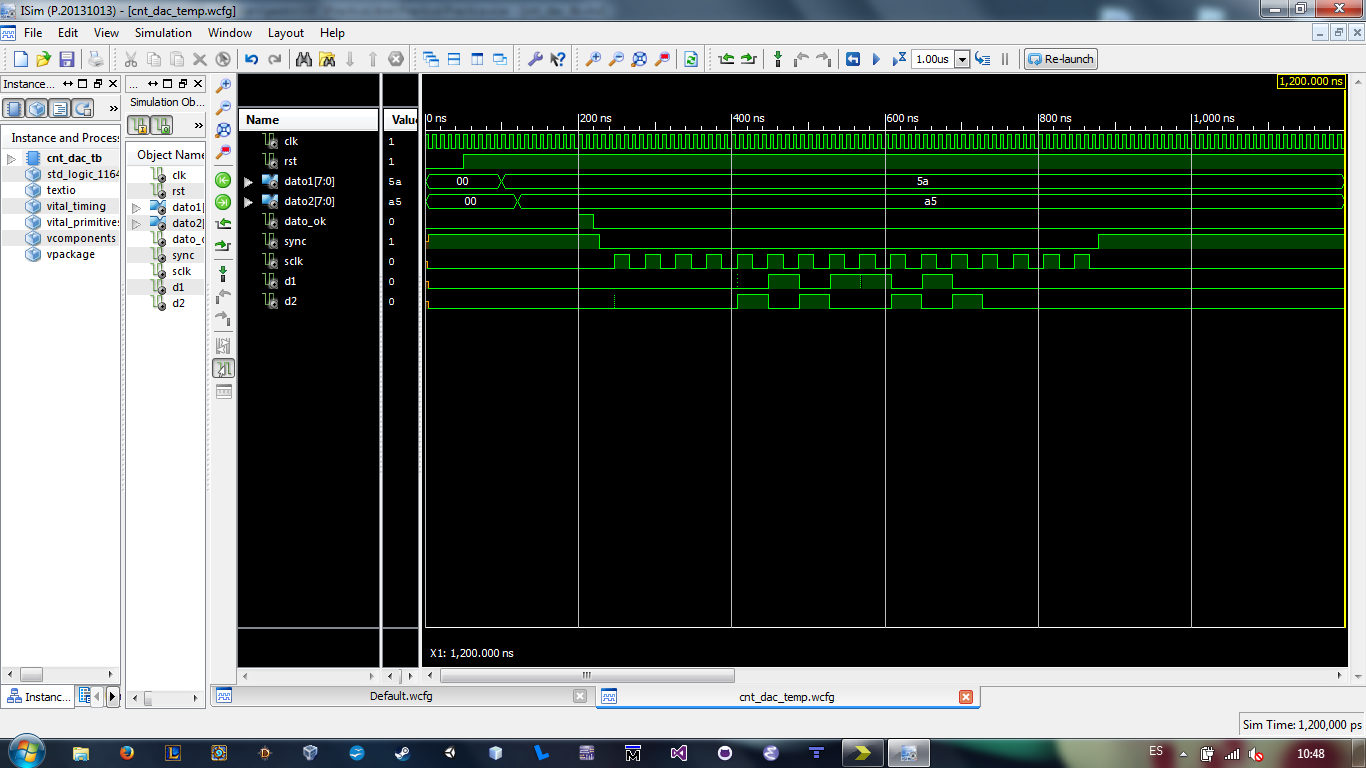 ISim (P.20131013) - [cnt_dac_temp.wcfg]
File Edit View Simulation Window Layout Help
1.00us Re-launch
Instance...
...
Simulation Ob...
»
»
Instance and Process
cnt_dac_tb
std_logic_1164
textio
vital_timing
vital_primitives
vcomponents
vpackage
Object Name
clk
rst
dato1[
dato2[
dato_o
sync
sclk
d1
d2
Name Value
clk 1
rst 1
dato1[7:0] 5a
dato2[7:0] a5
dato_ok 0
sync 1
sclk 0
d1 0
d2 0
1,200.000 ns
0 ns 200 ns 400 ns 600 ns 800 ns 1,000 ns
00 5a
00 a5
X1: 1,200.000 ns
Instanc...
Default.wcfg cnt_dac_temp.wcfg
Sim Time: 1,200,000 ps
ES 10:48